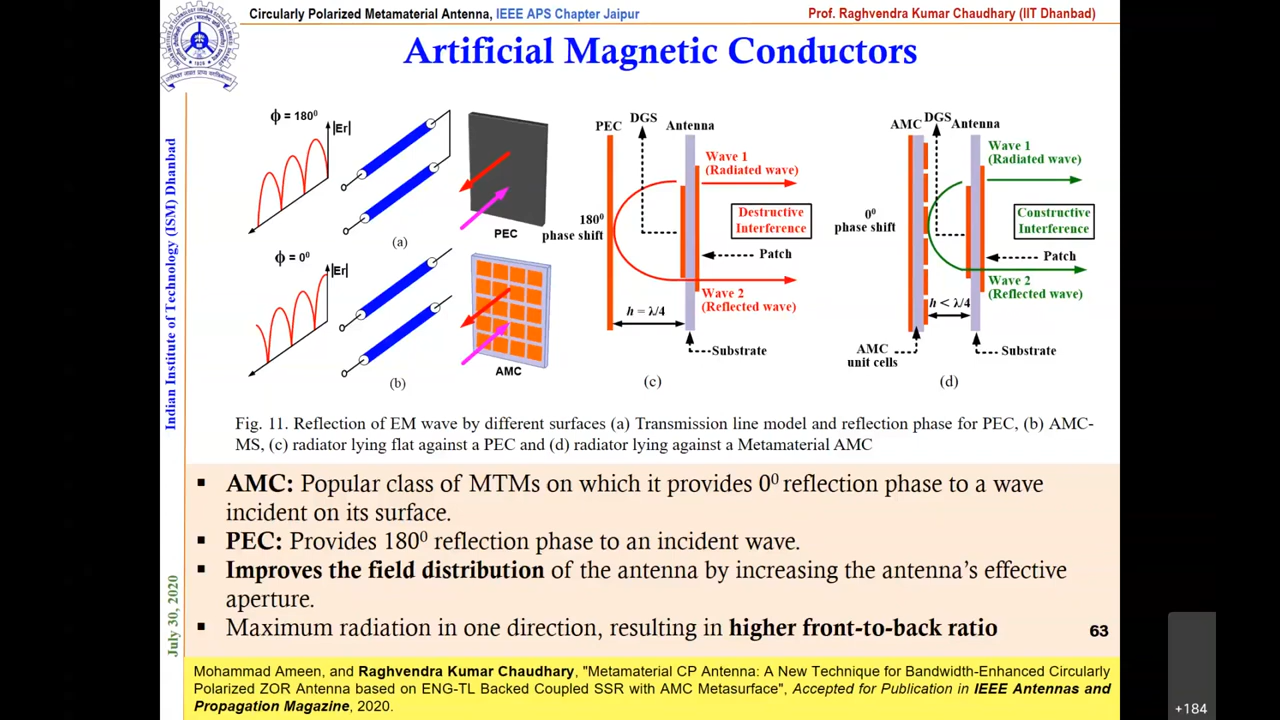 Circularly Polarized Metamaterial Antenna, IEEE APS Chapter Jaipur
Prof. Raghvendra Kumar Chaudhary (IIT Dhanbad)
Artificial Magnetic Conductors
Indian Institute of Technology (ISM) Dhanbad
July 30, 2020
ϕ = 180⁰
|Er|
(a)
PEC
ϕ = 0⁰
|Er|
(b)
AMC
PEC
DGS
Antenna
Wave 1
(Radiated wave)
180⁰
phase shift
Destructive
Interference
Patch
Wave 2
(Reflected wave)
h = λ/4
Substrate
(c)
AMC
DGS
Antenna
Wave 1
(Radiated wave)
0⁰
phase shift
Constructive
Interference
Patch
Wave 2
(Reflected wave)
h < λ/4
AMC
unit cells
Substrate
(d)
Fig. 11. Reflection of EM wave by different surfaces (a) Transmission line model and reflection phase for PEC, (b) AMC-
MS, (c) radiator lying flat against a PEC and (d) radiator lying against a Metamaterial AMC
▪ AMC: Popular class of MTMs on which it provides 0⁰ reflection phase to a wave
incident on its surface.
▪ PEC: Provides 180⁰ reflection phase to an incident wave.
▪ Improves the field distribution of the antenna by increasing the antenna's effective
aperture.
▪ Maximum radiation in one direction, resulting in higher front-to-back ratio
63
Mohammad Ameen, and Raghvendra Kumar Chaudhary, "Metamaterial CP Antenna: A New Technique for Bandwidth-Enhanced Circularly
Polarized ZOR Antenna based on ENG-TL Backed Coupled SSR with AMC Metasurface", Accepted for Publication in IEEE Antennas and
Propagation Magazine, 2020.
+184